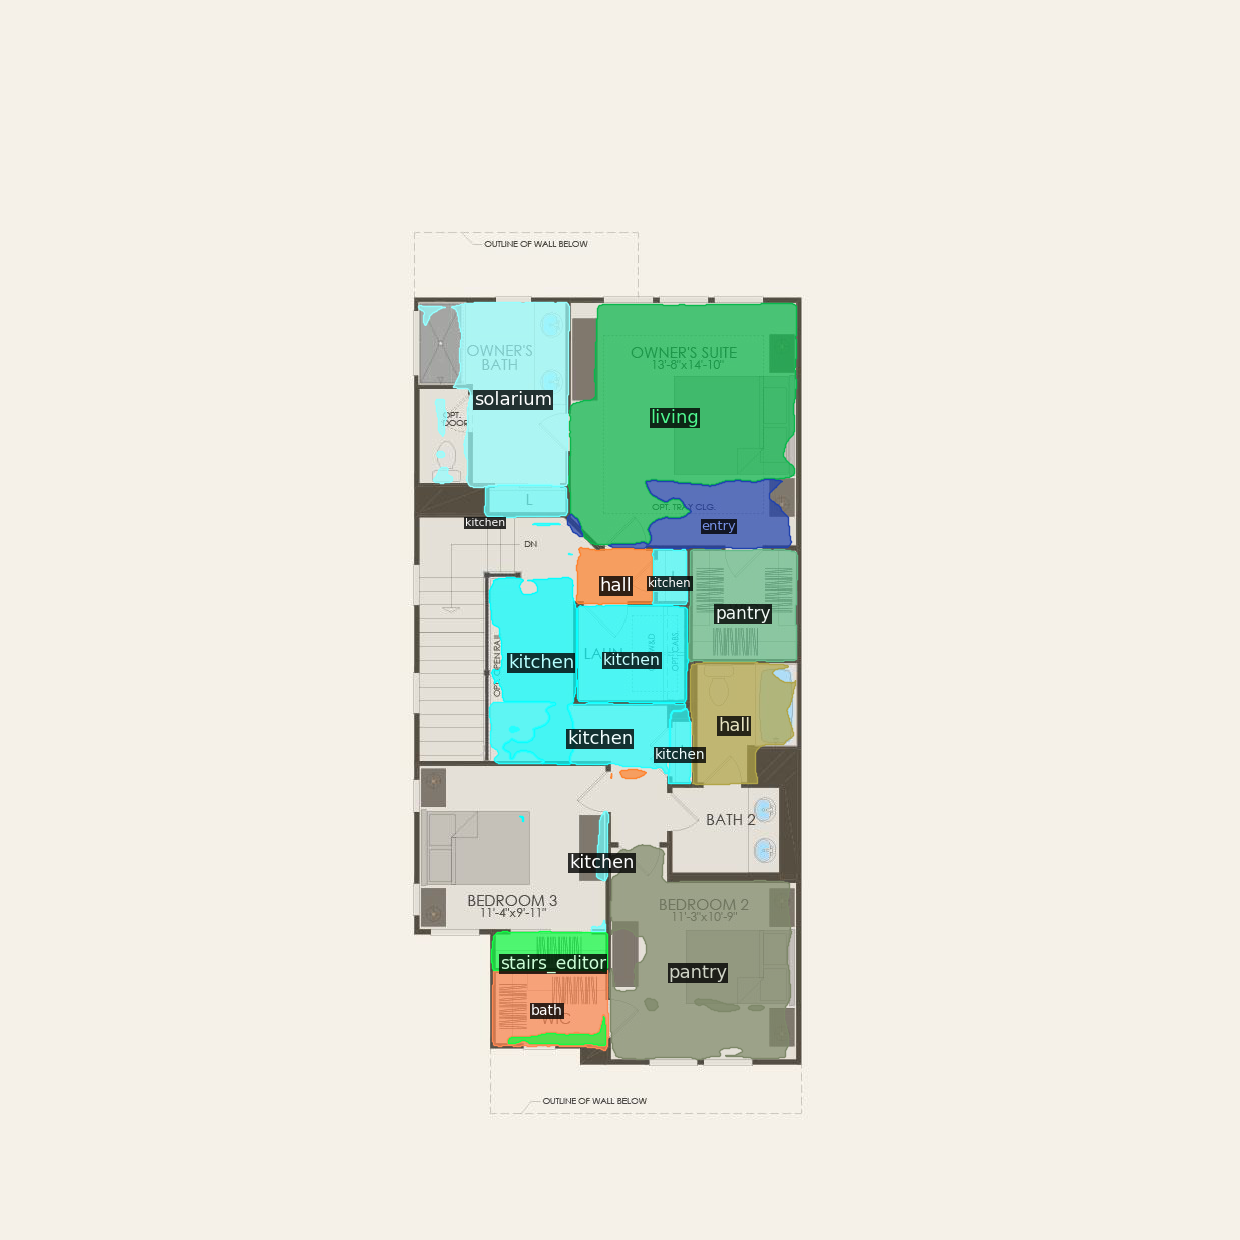 OUTLINE OF WALL BELOW
OWNER'S
BATH
OWNER'S SUITE
13'-8"x14'-10"
solarium
living
OPT.
DOOR
L
OPT. TRAY CLG.
kitchen
entry
DN
hall
kitchen
pantry
OPT. OPEN RAIL
kitchen
kitchen
W&D
OPT. CABS.
hall
kitchen
kitchen
BATH 2
kitchen
BEDROOM 3
11'-4"x9'-11"
BEDROOM 2
11'-3"x10'-9"
stairs_editor
pantry
bath
WIC
OUTLINE OF WALL BELOW